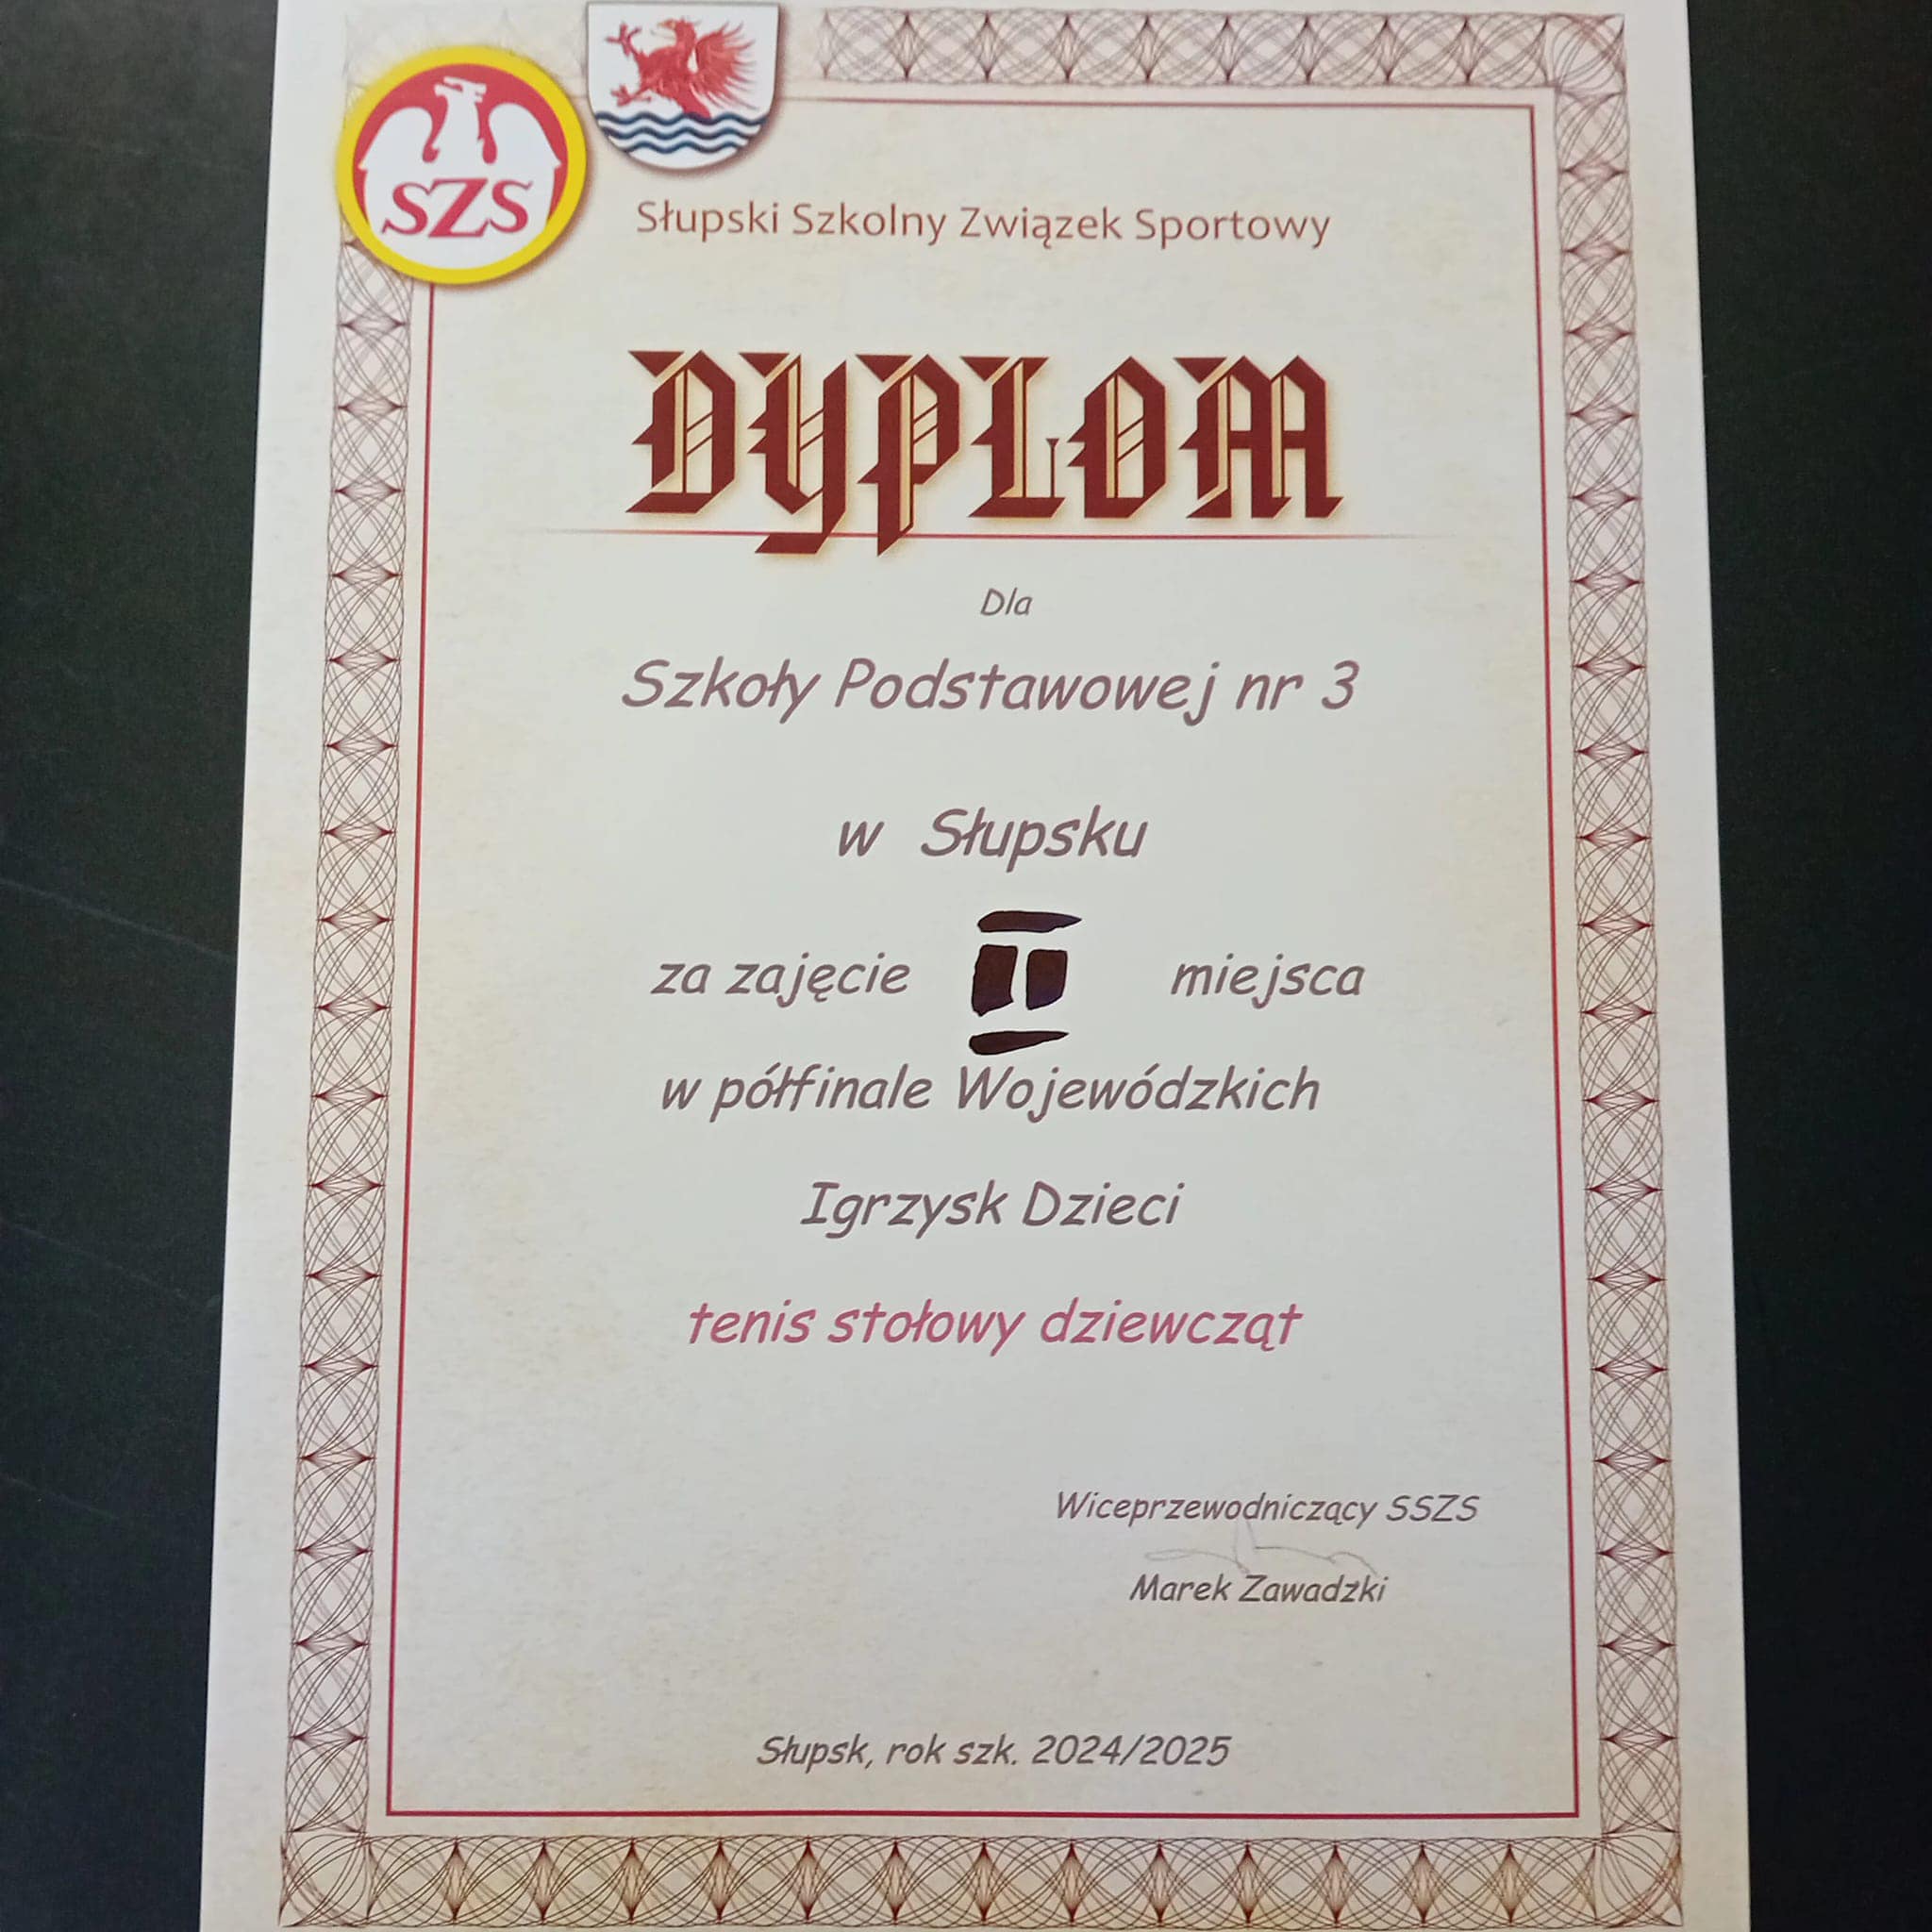 SZS
Słupski Szkolny Związek Sportowy
DYPLOM
Dla
Szkoły Podstawowej nr 3
w Słupsku
za zajęcie II miejsca
w półfinale Wojewódzkich
Igrzysk Dzieci
tenis stołowy dziewcząt
Wiceprzewodniczący SSZS
Marek Zawadzki
Słupsk, rok szk. 2024/2025